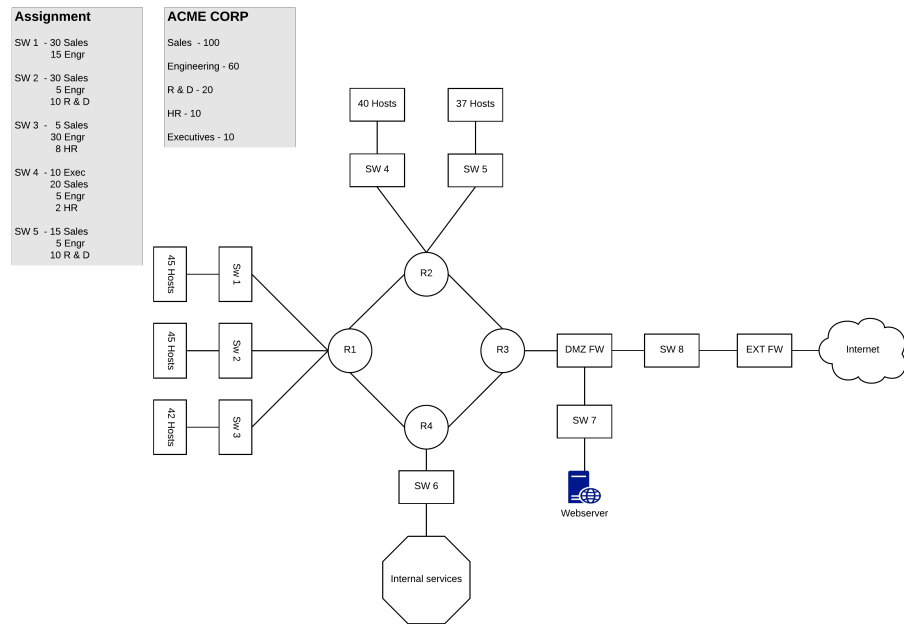 Assignment
SW 1 - 30 Sales
15 Engr
SW 2 - 30 Sales
5 Engr
10 R & D
SW 3 - 5 Sales
30 Engr
8 HR
SW 4 - 10 Exec
20 Sales
5 Engr
2 HR
SW 5 - 15 Sales
5 Engr
10 R & D
ACME CORP
Sales - 100
Engineering - 60
R & D - 20
HR - 10
Executives - 10
40 Hosts
37 Hosts
SW 4
SW 5
45 Hosts
Sw 1
R2
45 Hosts
Sw 2
R1
R3
DMZ FW
SW 8
EXT FW
Internet
42 Hosts
Sw 3
R4
SW 7
SW 6
Webserver
Internal services